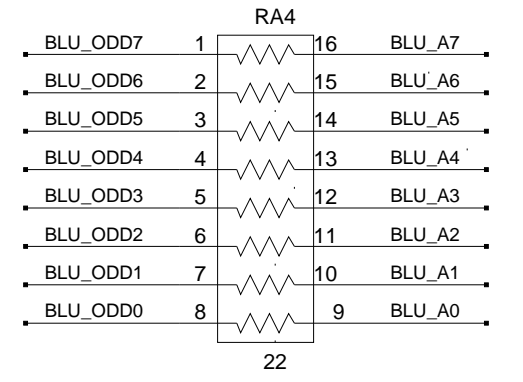 RA4
BLU_ODD7 1 16 BLU_A7
BLU_ODD6 2 15 BLU_A6
BLU_ODD5 3 14 BLU_A5
BLU_ODD4 4 13 BLU_A4
BLU_ODD3 5 12 BLU_A3
BLU_ODD2 6 11 BLU_A2
BLU_ODD1 7 10 BLU_A1
BLU_ODD0 8 9 BLU_A0
22